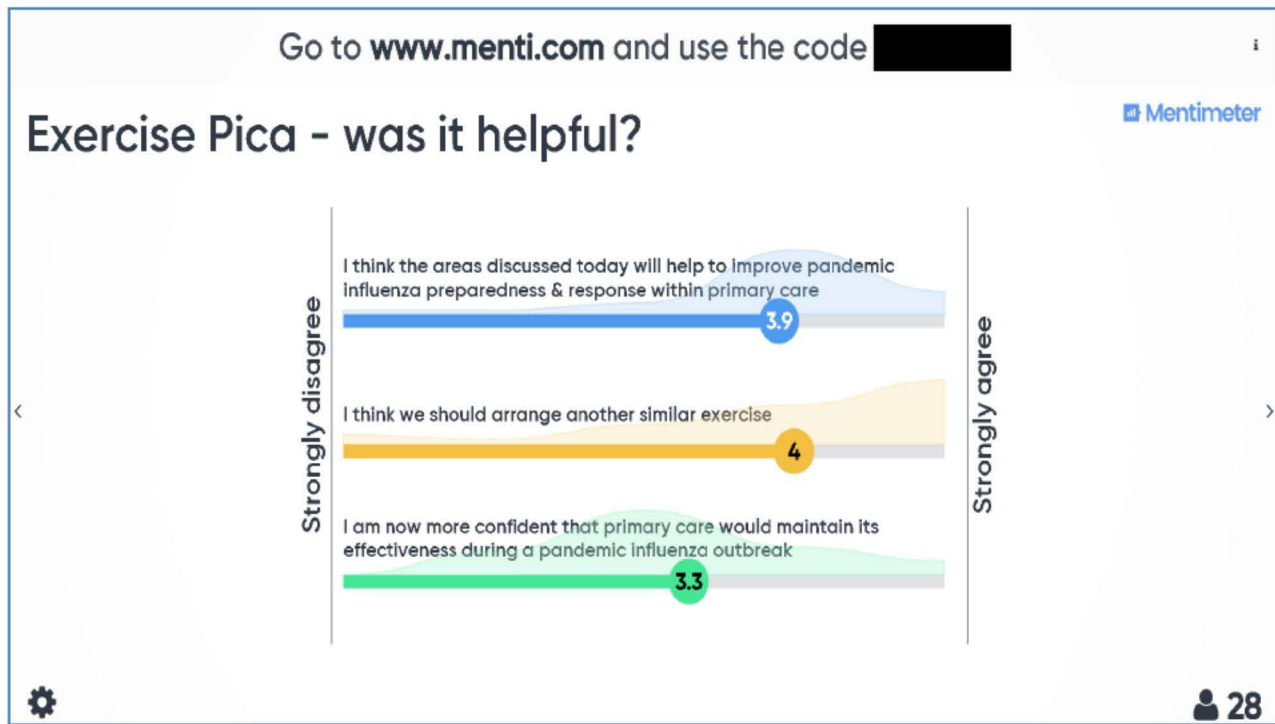 Go to www.menti.com and use the code
i
Mentimeter
Exercise Pica - was it helpful?
Strongly disagree
I think the areas discussed today will help to improve pandemic
influenza preparedness & response within primary care
3.9
I think we should arrange another similar exercise
4
I am now more confident that primary care would maintain its
effectiveness during a pandemic influenza outbreak
3.3
Strongly agree
28